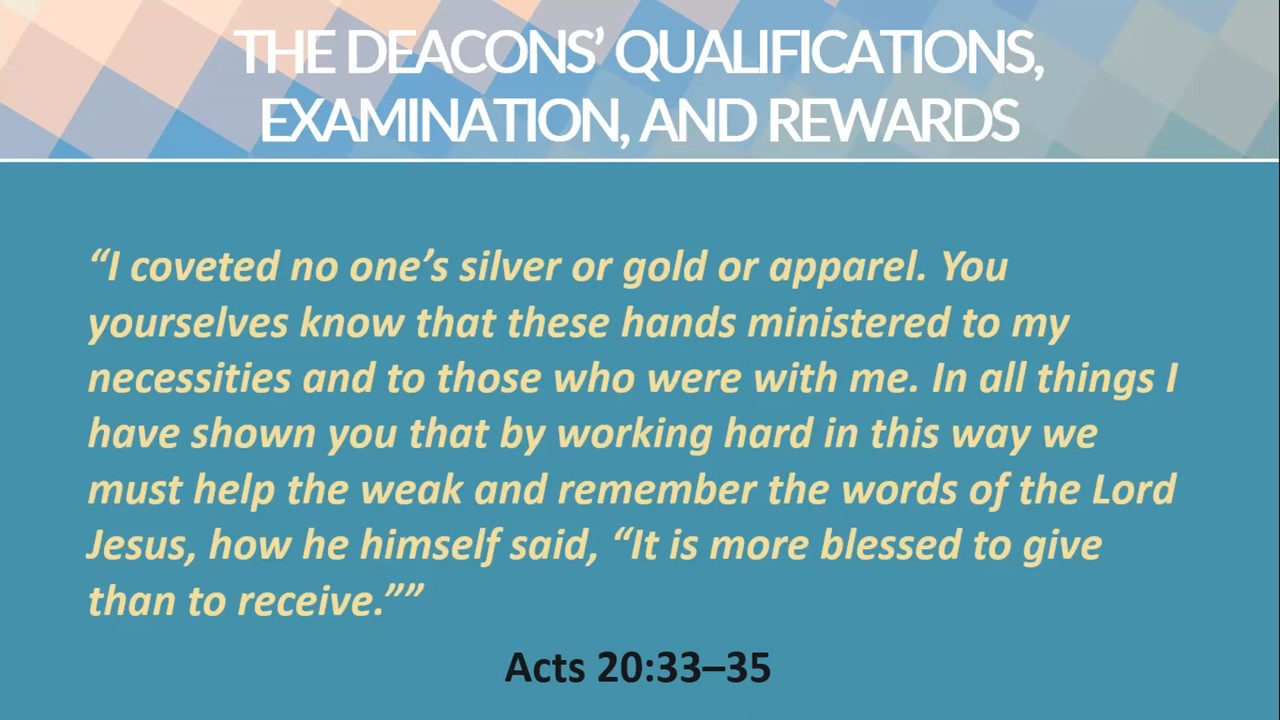 THE DEACONS’ QUALIFICATIONS,
EXAMINATION, AND REWARDS
“I coveted no one’s silver or gold or apparel. You
yourselves know that these hands ministered to my
necessities and to those who were with me. In all things I
have shown you that by working hard in this way we
must help the weak and remember the words of the Lord
Jesus, how he himself said, “It is more blessed to give
than to receive.””
Acts 20:33–35